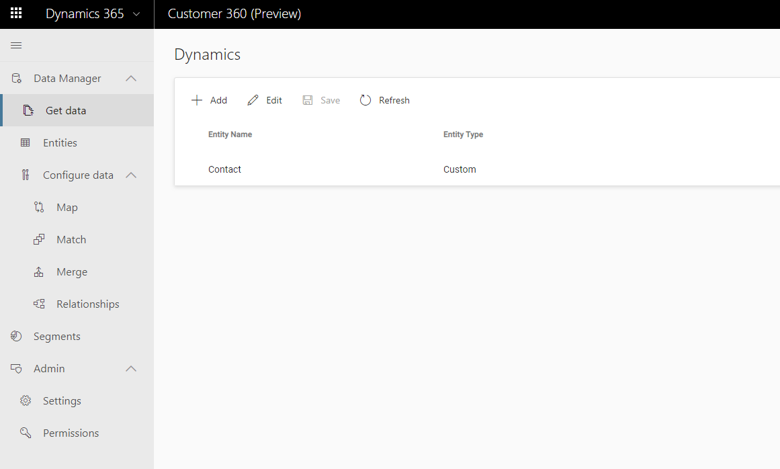 Dynamics 365 Customer 360 (Preview)
Data Manager
Get data
Entities
Configure data
Map
Match
Merge
Relationships
Segments
Admin
Settings
Permissions
Dynamics
Add Edit Save Refresh
Entity Name Entity Type
Contact Custom